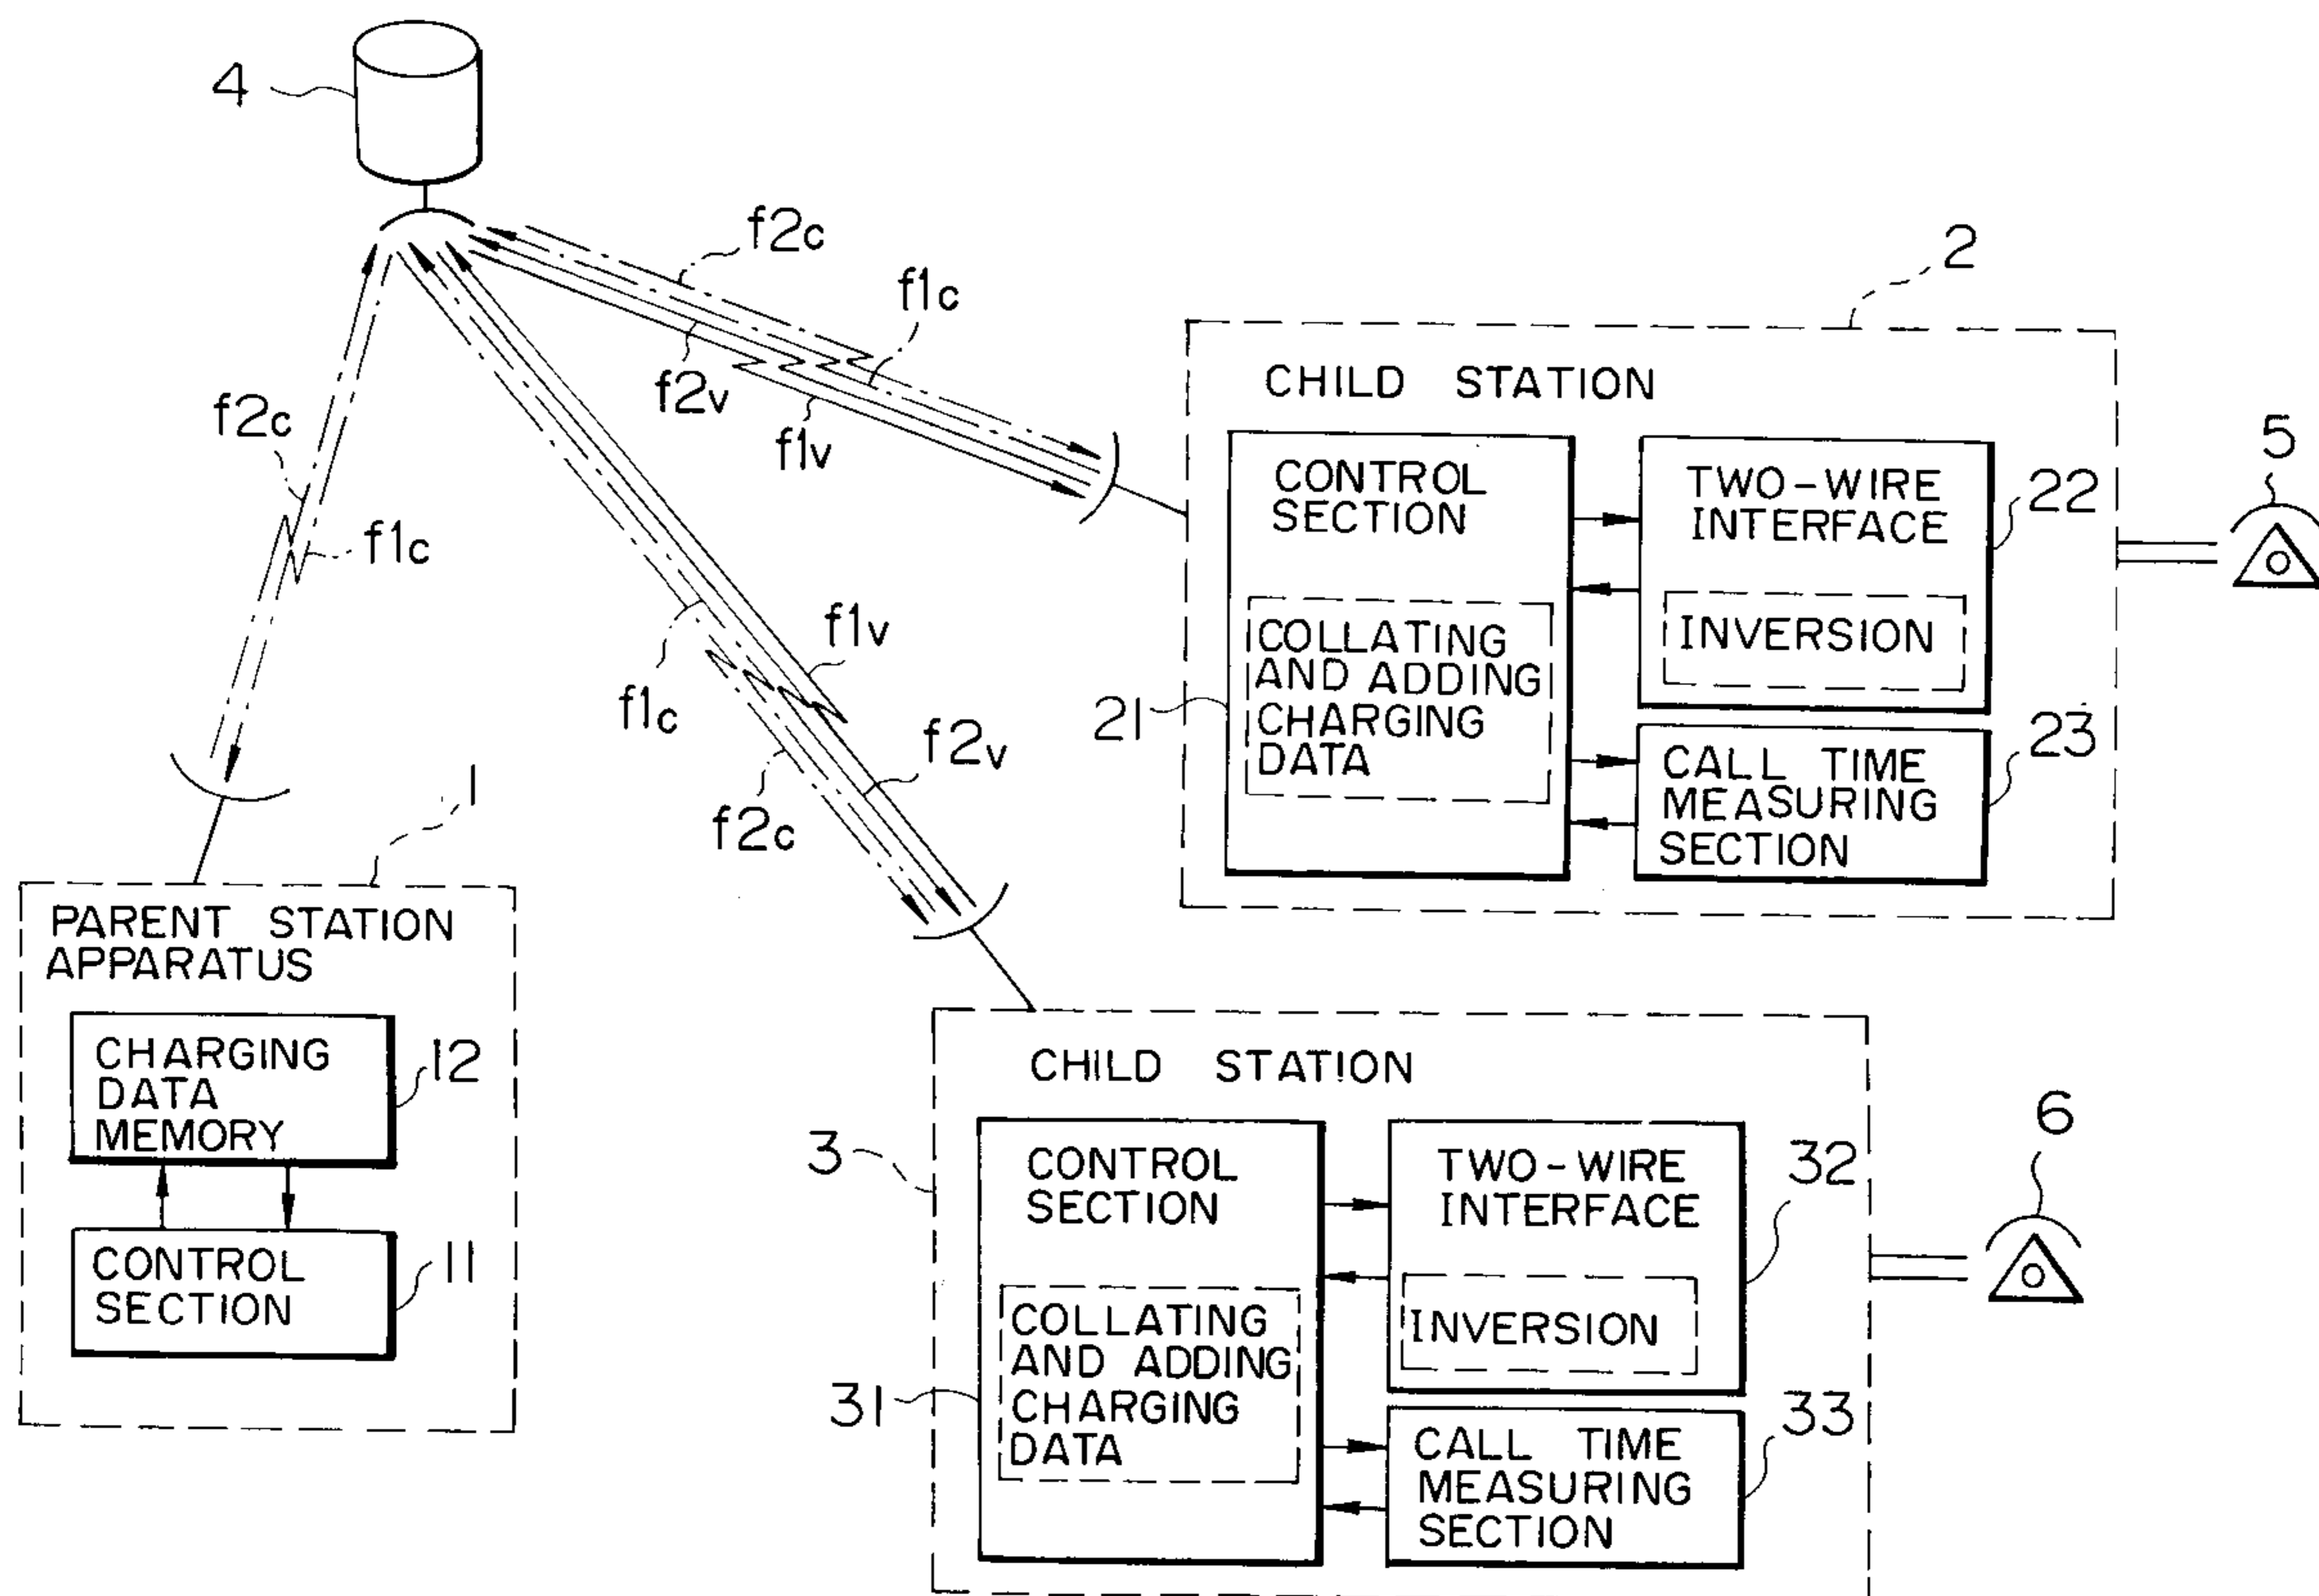 4
f2c
f1c
f2v
f1v
2
CHILD STATION
CONTROL
SECTION
COLLATING
AND ADDING
CHARGING
DATA
21
TWO-WIRE
INTERFACE
INVERSION
22
CALL TIME
MEASURING
SECTION
23
5
f2c
f1c
f1v
f1c
f2v
f2c
1
PARENT STATION
APPARATUS
CHARGING
DATA
MEMORY
12
CONTROL
SECTION
11
3
CHILD STATION
CONTROL
SECTION
COLLATING
AND ADDING
CHARGING
DATA
31
TWO-WIRE
INTERFACE
INVERSION
32
CALL TIME
MEASURING
SECTION
33
6